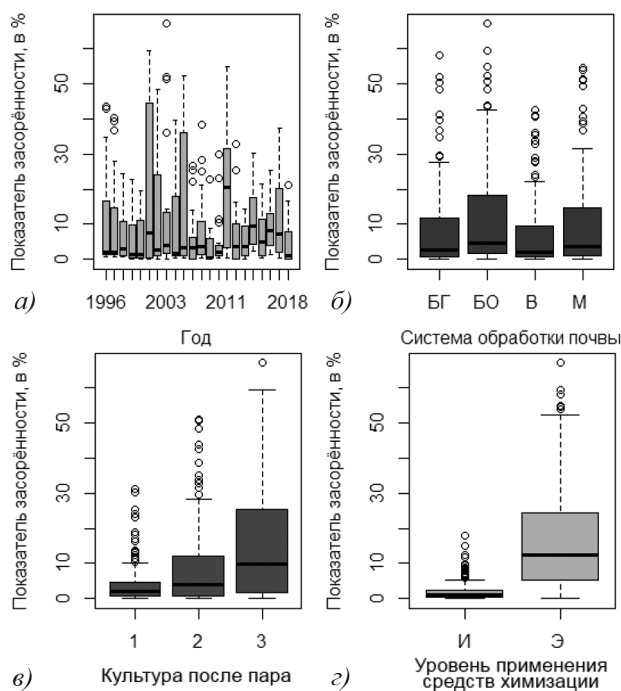 Показатель засорённости, в %
50
30
10
0
а)
1996 2003 2011 2018
Год
Показатель засорённости, в %
50
30
10
0
б)
БГ БО В М
Система обработки почвы
Показатель засорённости, в %
50
30
10
0
в)
1 2 3
Культура после пара
Показатель засорённости, в %
50
30
10
0
г)
И Э
Уровень применения
средств химизации